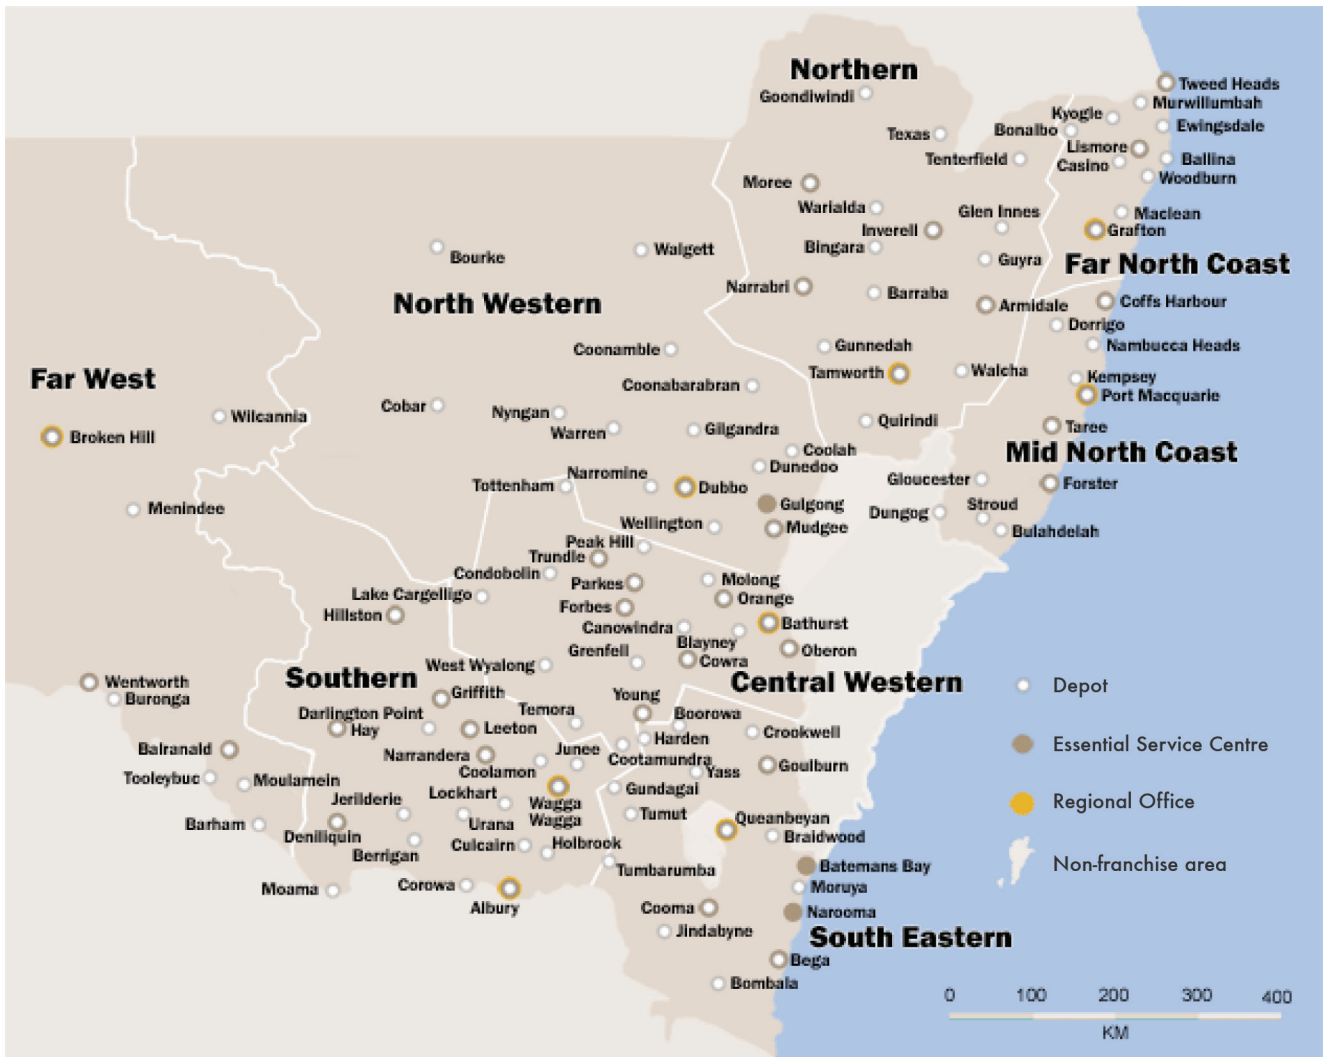 Northern
Goondiwindi
Tweed Heads
Murwillumbah
Kyogle
Ewingsdale
Texas
Bonalbo
Lismore
Tenterfield
Casino
Ballina
Woodburn
Moree
Warialda
Glen Innes
Maclean
Inverell
Grafton
Bingara
Bourke
Walgett
Guyra
Far North Coast
Narrabri
Barraba
North Western
Armidale
Coffs Harbour
Dorrigo
Coonamble
Gunnedah
Nambucca Heads
Far West
Coonabarabran
Tamworth
Walcha
Kempsey
Port Macquarie
Cobar
Nyngan
Wilcannia
Quirindi
Taree
Warren
Gilgandra
Broken Hill
Coolah
Mid North Coast
Dunedoo
Narromine
Tottenham
Dubbo
Gloucester
Forster
Menindee
Gulgong
Dungog
Stroud
Wellington
Mudgee
Bulahdelah
Peak Hill
Trundle
Condobolin
Parkes
Molong
Lake Cargelligo
Orange
Hillston
Forbes
Canowindra
Bathurst
Blayney
Grenfell
Oberon
West Wyalong
Cowra
Southern
Central Western
Depot
Wentworth
Buronga
Griffith
Young
Darlington Point
Temora
Boorowa
Hay
Leeton
Harden
Crookwell
Balranald
Narrandera
Junee
Cootamundra
Essential Service Centre
Coolamon
Yass
Goulburn
Tooleybuc
Moulamein
Lockhart
Gundagai
Jerilderie
Wagga
Wagga
Regional Office
Barham
Deniliquin
Urana
Tumut
Queanbeyan
Braidwood
Berrigan
Culcairn
Holbrook
Tumbarumba
Batemans Bay
Non-franchise area
Moama
Corowa
Moruya
Albury
Cooma
Narooma
Jindabyne
South Eastern
Bega
Bombala
0 100 200 300 400
KM